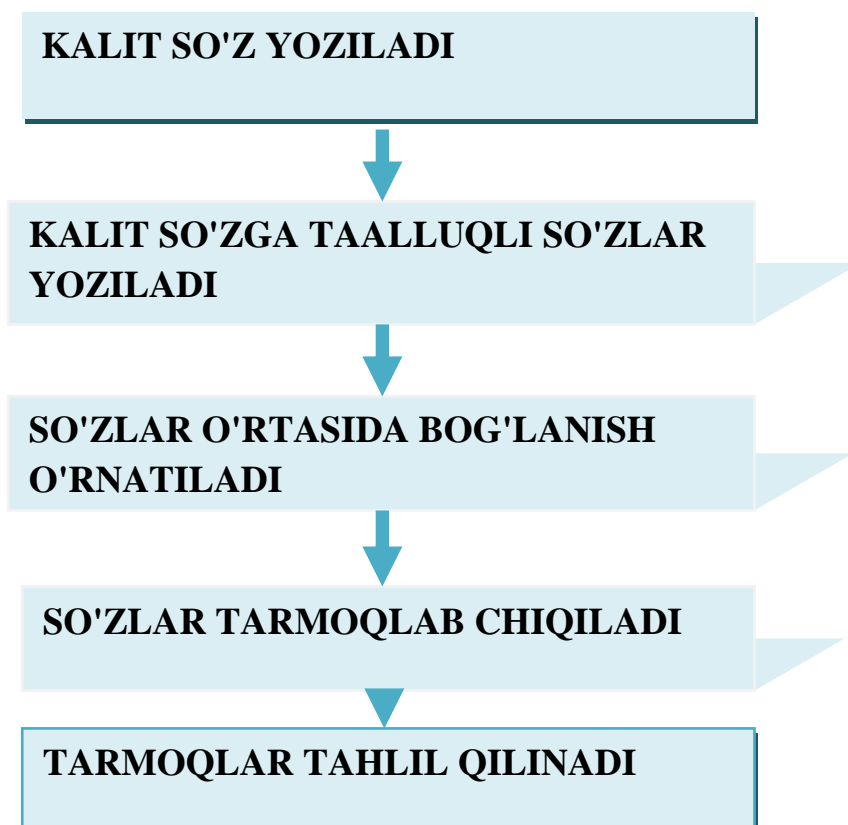 KALIT SO'Z YOZILADI
KALIT SO'ZGA TAALLUQLI SO'ZLAR
YOZILADI
SO'ZLAR O'RTASIDA BOG'LANISH
O'RNATILADI
SO'ZLAR TARMOQLAB CHIQILADI
TARMOQLAR TAHLIL QILINADI